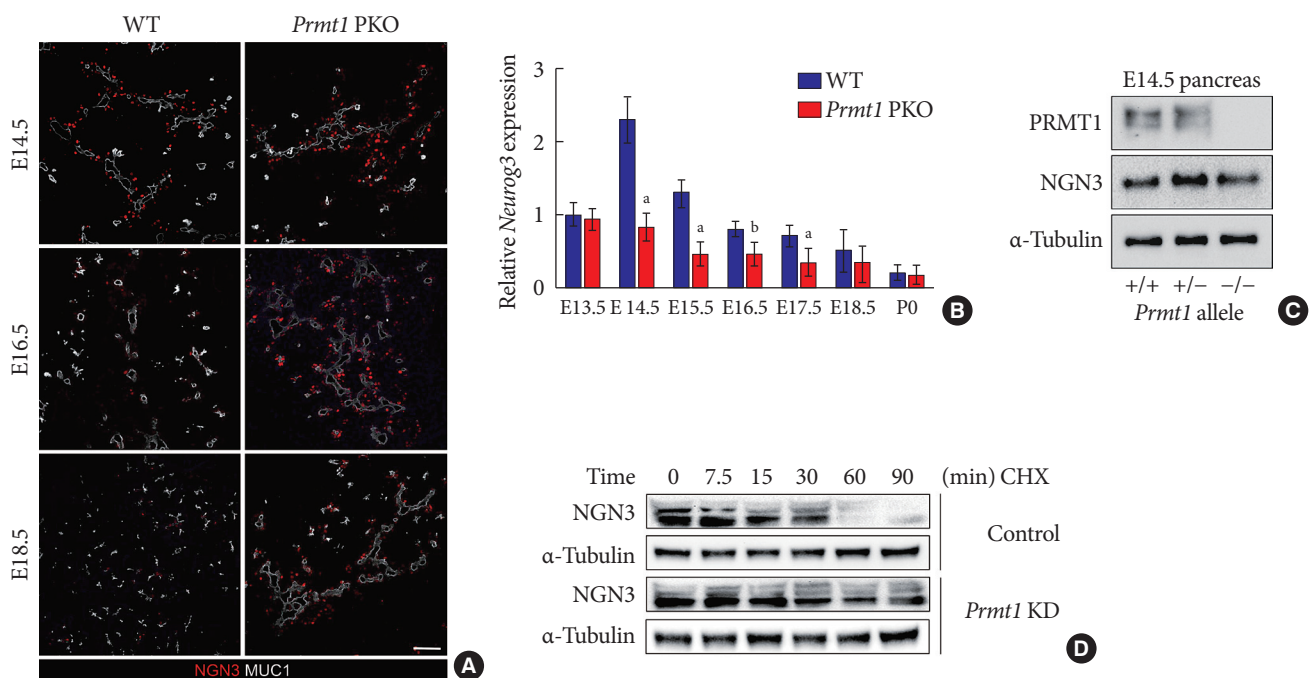 WT Prmt1 PKO
E14.5
E16.5
E18.5
NGN3 MUC1
A
Relative Neurog3 expression
3
2
1
0
WT
Prmt1 PKO
a
a
b
a
E13.5 E 14.5 E15.5 E16.5 E17.5 E18.5 P0
B
E14.5 pancreas
PRMT1
NGN3
α-Tubulin
+/+ +/− −/−
Prmt1 allele
C
Time 0 7.5 15 30 60 90 (min) CHX
NGN3
α-Tubulin
Control
NGN3
α-Tubulin
Prmt1 KD
D